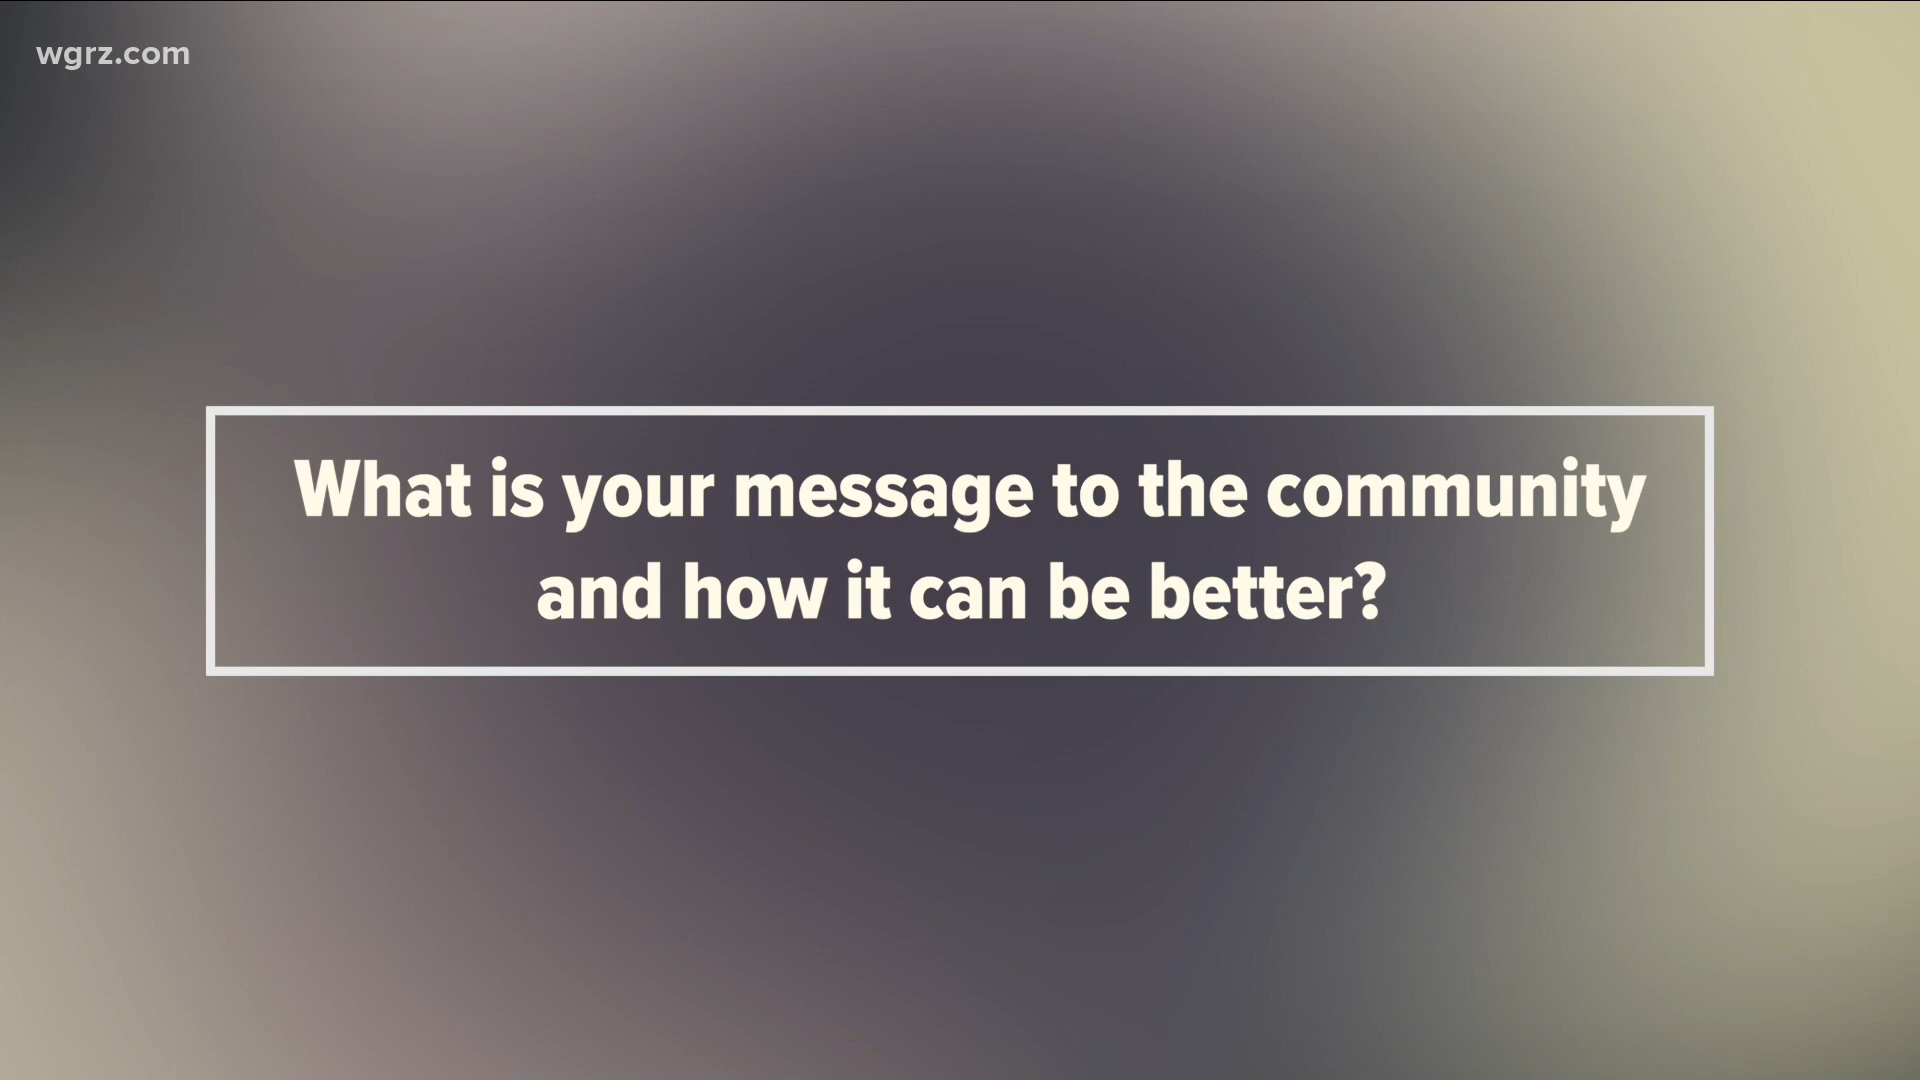 wgrz.com
What is your message to the community
and how it can be better?